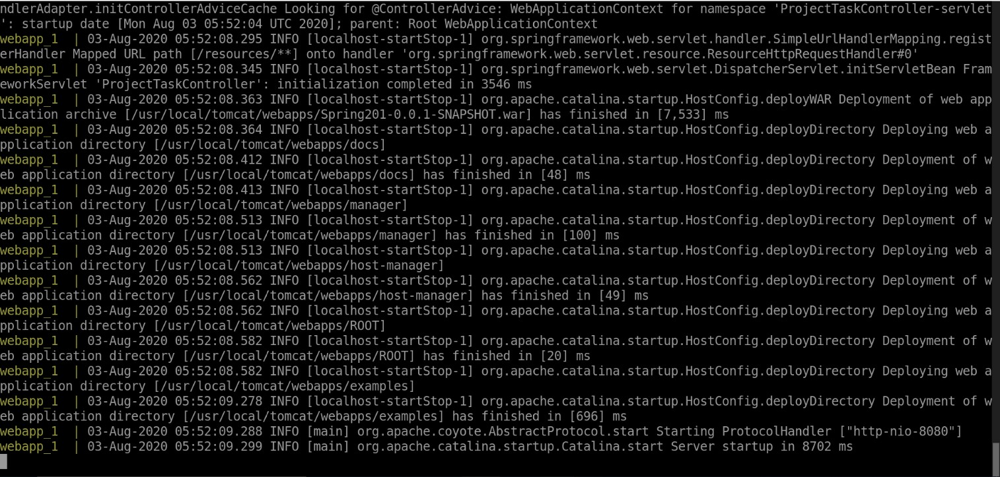 ndlerAdapter.initControllerAdviceCache Looking for @ControllerAdvice: WebApplicationContext for namespace 'ProjectTaskController-servlet
': startup date [Mon Aug 03 05:52:04 UTC 2020]; parent: Root WebApplicationContext
webapp_1  | 03-Aug-2020 05:52:08.295 INFO [localhost-startStop-1] org.springframework.web.servlet.handler.SimpleUrlHandlerMapping.regist
erHandler Mapped URL path [/resources/**] onto handler 'org.springframework.web.servlet.resource.ResourceHttpRequestHandler#0'
webapp_1  | 03-Aug-2020 05:52:08.345 INFO [localhost-startStop-1] org.springframework.web.servlet.DispatcherServlet.initServletBean Fram
eworkServlet 'ProjectTaskController': initialization completed in 3546 ms
webapp_1  | 03-Aug-2020 05:52:08.363 INFO [localhost-startStop-1] org.apache.catalina.startup.HostConfig.deployWAR Deployment of web app
lication archive [/usr/local/tomcat/webapps/Spring201-0.0.1-SNAPSHOT.war] has finished in [7,533] ms
webapp_1  | 03-Aug-2020 05:52:08.364 INFO [localhost-startStop-1] org.apache.catalina.startup.HostConfig.deployDirectory Deploying web a
pplication directory [/usr/local/tomcat/webapps/docs]
webapp_1  | 03-Aug-2020 05:52:08.412 INFO [localhost-startStop-1] org.apache.catalina.startup.HostConfig.deployDirectory Deployment of w
eb application directory [/usr/local/tomcat/webapps/docs] has finished in [48] ms
webapp_1  | 03-Aug-2020 05:52:08.413 INFO [localhost-startStop-1] org.apache.catalina.startup.HostConfig.deployDirectory Deploying web a
pplication directory [/usr/local/tomcat/webapps/manager]
webapp_1  | 03-Aug-2020 05:52:08.513 INFO [localhost-startStop-1] org.apache.catalina.startup.HostConfig.deployDirectory Deployment of w
eb application directory [/usr/local/tomcat/webapps/manager] has finished in [100] ms
webapp_1  | 03-Aug-2020 05:52:08.513 INFO [localhost-startStop-1] org.apache.catalina.startup.HostConfig.deployDirectory Deploying web a
pplication directory [/usr/local/tomcat/webapps/host-manager]
webapp_1  | 03-Aug-2020 05:52:08.562 INFO [localhost-startStop-1] org.apache.catalina.startup.HostConfig.deployDirectory Deployment of w
eb application directory [/usr/local/tomcat/webapps/host-manager] has finished in [49] ms
webapp_1  | 03-Aug-2020 05:52:08.562 INFO [localhost-startStop-1] org.apache.catalina.startup.HostConfig.deployDirectory Deploying web a
pplication directory [/usr/local/tomcat/webapps/ROOT]
webapp_1  | 03-Aug-2020 05:52:08.582 INFO [localhost-startStop-1] org.apache.catalina.startup.HostConfig.deployDirectory Deployment of w
eb application directory [/usr/local/tomcat/webapps/ROOT] has finished in [20] ms
webapp_1  | 03-Aug-2020 05:52:08.582 INFO [localhost-startStop-1] org.apache.catalina.startup.HostConfig.deployDirectory Deploying web a
pplication directory [/usr/local/tomcat/webapps/examples]
webapp_1  | 03-Aug-2020 05:52:09.278 INFO [localhost-startStop-1] org.apache.catalina.startup.HostConfig.deployDirectory Deployment of w
eb application directory [/usr/local/tomcat/webapps/examples] has finished in [696] ms
webapp_1  | 03-Aug-2020 05:52:09.288 INFO [main] org.apache.coyote.AbstractProtocol.start Starting ProtocolHandler ["http-nio-8080"]
webapp_1  | 03-Aug-2020 05:52:09.299 INFO [main] org.apache.catalina.startup.Catalina.start Server startup in 8702 ms